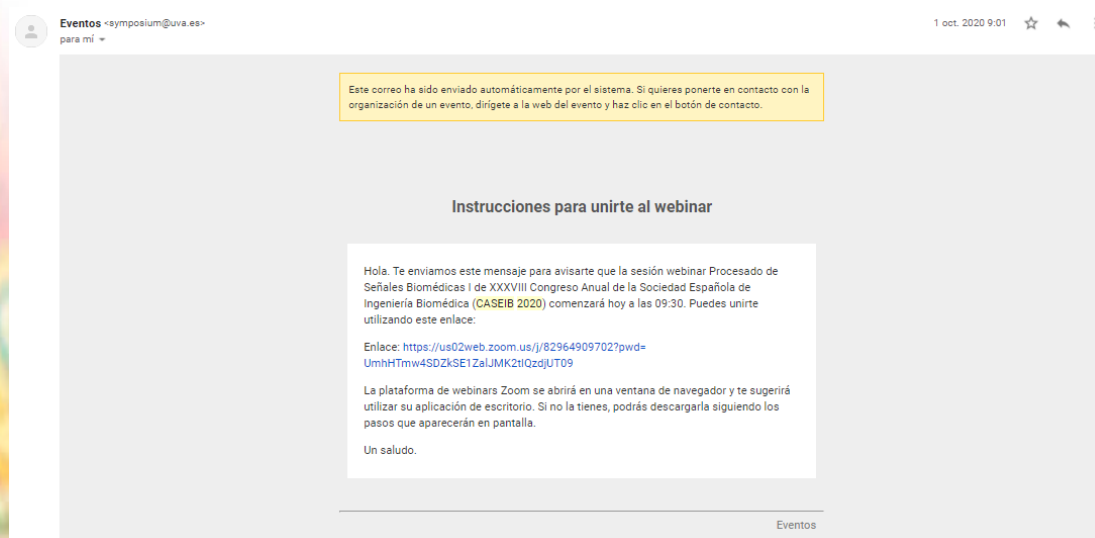 Eventos <symposium@uva.es>
1 oct. 2020 9:01
para mí
Este correo ha sido enviado automáticamente por el sistema. Si quieres ponerte en contacto con la
organización de un evento, dirígete a la web del evento y haz clic en el botón de contacto.
Instrucciones para unirte al webinar
Hola. Te enviamos este mensaje para avisarte que la sesión webinar Procesado de
Señales Biomédicas I de XXXVIII Congreso Anual de la Sociedad Española de
Ingeniería Biomédica (CASEIB 2020) comenzará hoy a las 09:30. Puedes unirte
utilizando este enlace:
Enlace: https://us02web.zoom.us/j/82964909702?pwd=
UmhHTmw4SDZkSE1ZalJMK2tIQzdjUT09
La plataforma de webinars Zoom se abrirá en una ventana de navegador y te sugerirá
utilizar su aplicación de escritorio. Si no la tienes, podrás descargarla siguiendo los
pasos que aparecerán en pantalla.
Un saludo.
Eventos